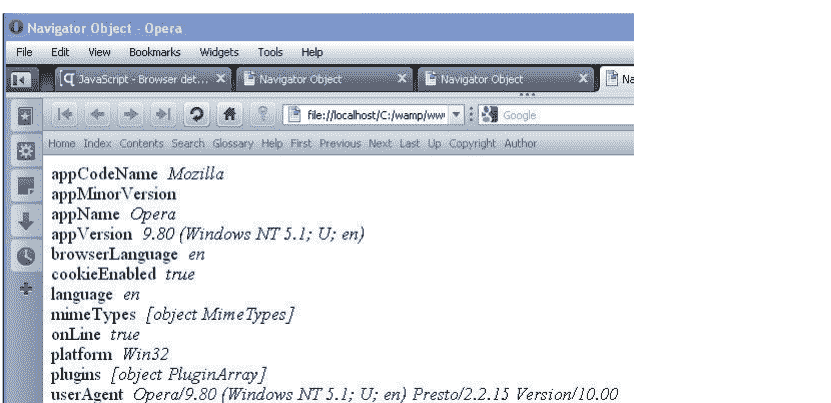 Navigator Object - Opera
File Edit View Bookmarks Widgets Tools Help
JavaScript - Browser det... Navigator Object Navigator Object Na
file://localhost/C:/wamp/www Google
Home Index Contents Search Glossary Help First Previous Next Last Up Copyright Author
appCodeName Mozilla
appMinorVersion
appName Opera
appVersion 9.80 (Windows NT 5.1; U; en)
browserLanguage en
cookieEnabled true
language en
mimeTypes [object MimeTypes]
onLine true
platform Win32
plugins [object PluginArray]
userAgent Opera/9.80 (Windows NT 5.1; U; en) Presto/2.2.15 Version/10.00